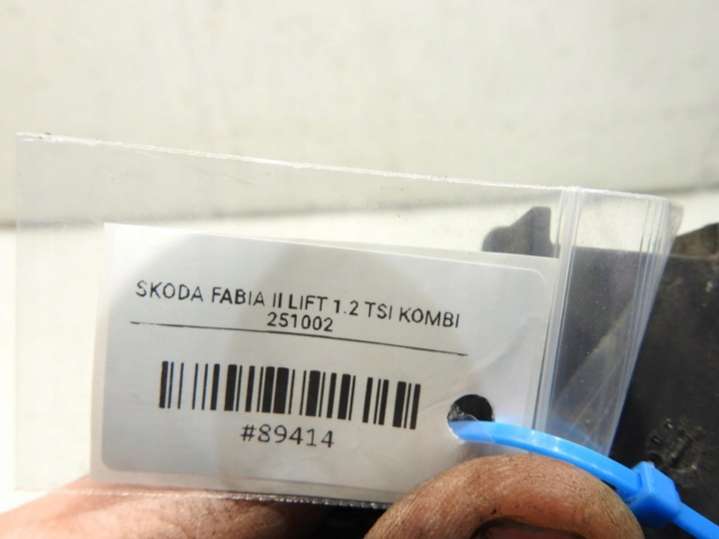 SKODA FABIA II LIFT 1.2 TSI KOMBI
251002
#89414